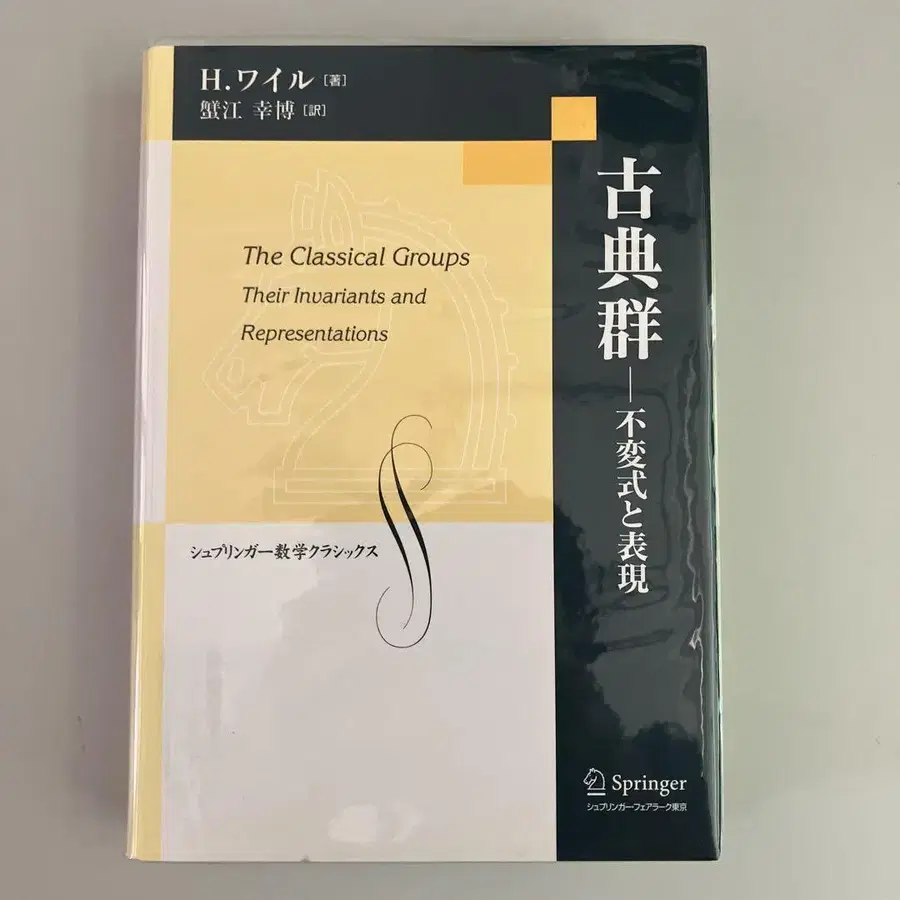 H.ワイル［著］
蟹江 幸博［訳］
古典群
—不変式と表現
The Classical Groups
Their Invariants and
Representations
シュプリンガー数学クラシックス
Springer
シュプリンガー・フェアラーク東京